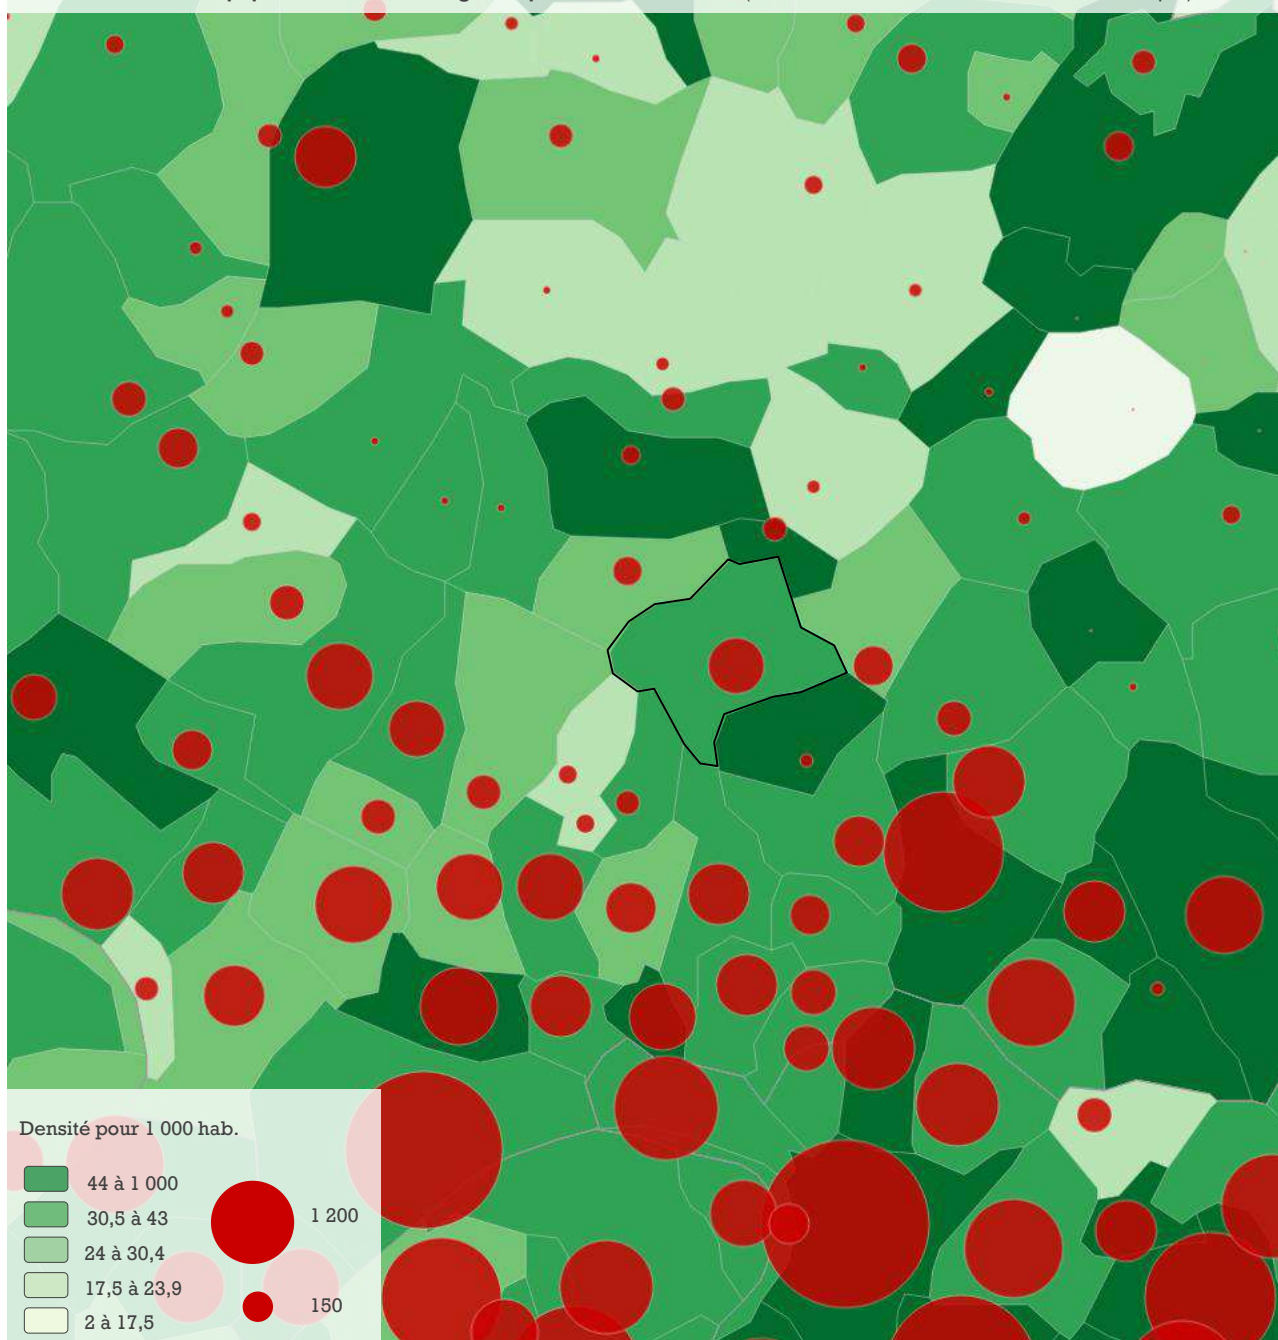 Densité pour 1 000 hab.
44 à 1 000
30,5 à 43
24 à 30,4
17,5 à 23,9
2 à 17,5
1 200
150